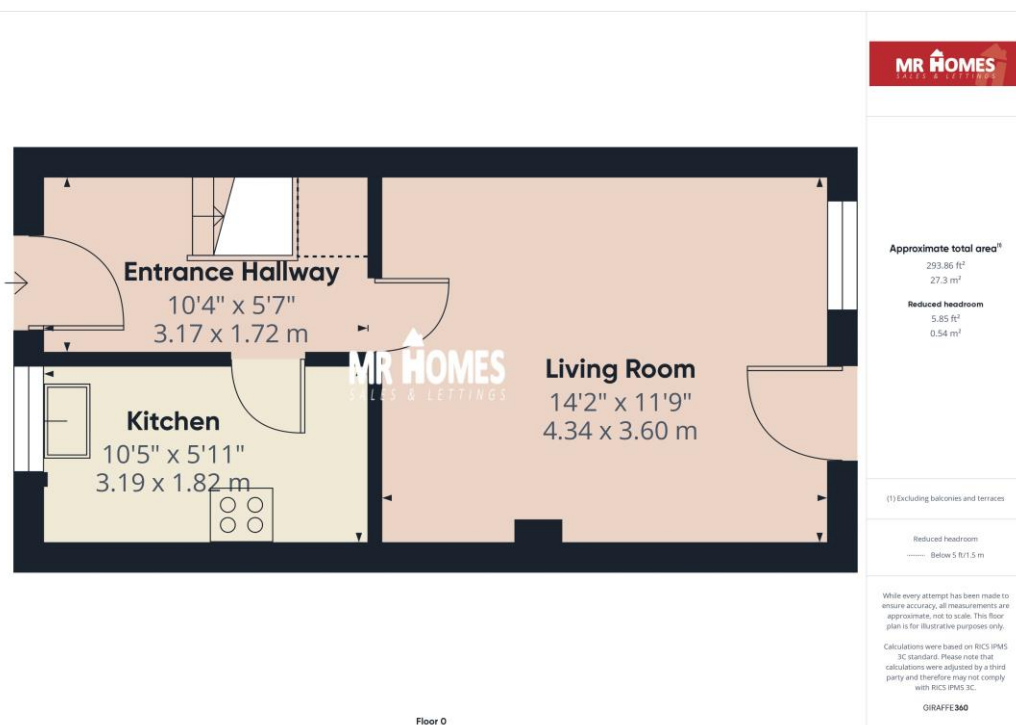 Entrance Hallway
10'4" x 5'7"
3.17 x 1.72 m
MR HOMES
SALES & LETTINGS
Living Room
14'2" x 11'9"
4.34 x 3.60 m
Kitchen
10'5" x 5'11"
3.19 x 1.82 m
Floor 0
MR HOMES
SALES & LETTINGS
Approximate total area⁽¹⁾
293.86 ft²
27.3 m²
Reduced headroom
5.85 ft²
0.54 m²
(1) Excluding balconies and terraces
Reduced headroom
Below 5 ft/1.5 m
While every attempt has been made to
ensure accuracy, all measurements are
approximate, not to scale. This floor
plan is for illustrative purposes only.
Calculations were based on RICS IPMS
3C standard. Please note that
calculations were adjusted by a third
party and therefore may not comply
with RICS IPMS 3C.
GIRAFFE360